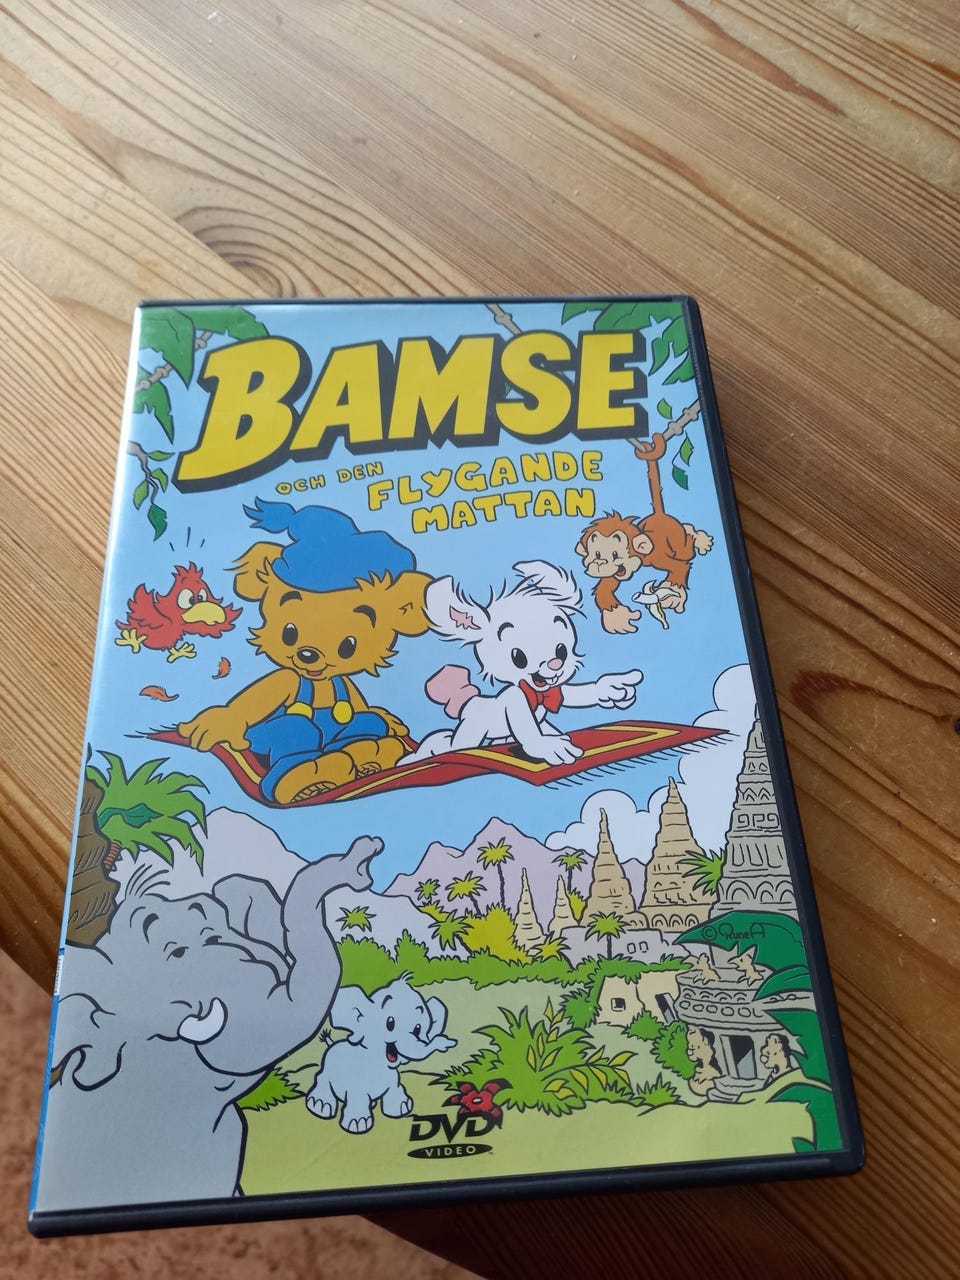 BAMSE
OCH DEN
FLYGANDE
MATTAN
© RuneA
DVD
VIDEO